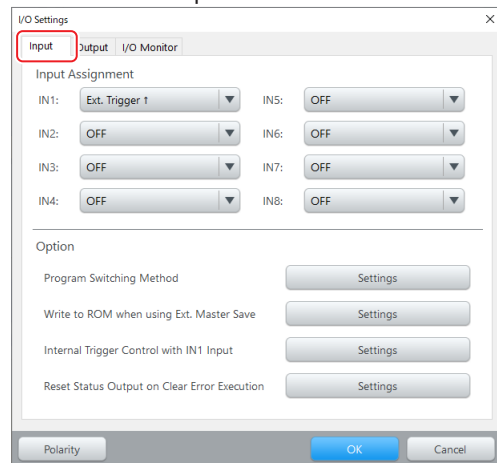 I/O Settings
Input Output I/O Monitor
Input Assignment
IN1: Ext. Trigger ↑ IN5: OFF
IN2: OFF IN6: OFF
IN3: OFF IN7: OFF
IN4: OFF IN8: OFF
Option
Program Switching Method Settings
Write to ROM when using Ext. Master Save Settings
Internal Trigger Control with IN1 Input Settings
Reset Status Output on Clear Error Execution Settings
Polarity OK Cancel